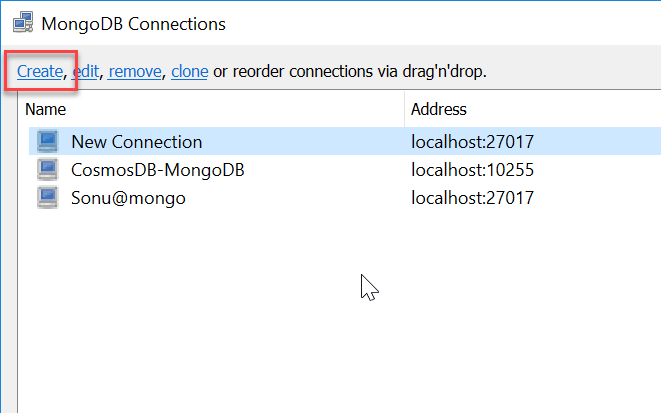 MongoDB Connections
Create, edit, remove, clone or reorder connections via drag'n'drop.
Name Address
New Connection localhost:27017
CosmosDB-MongoDB localhost:10255
Sonu@mongo localhost:27017